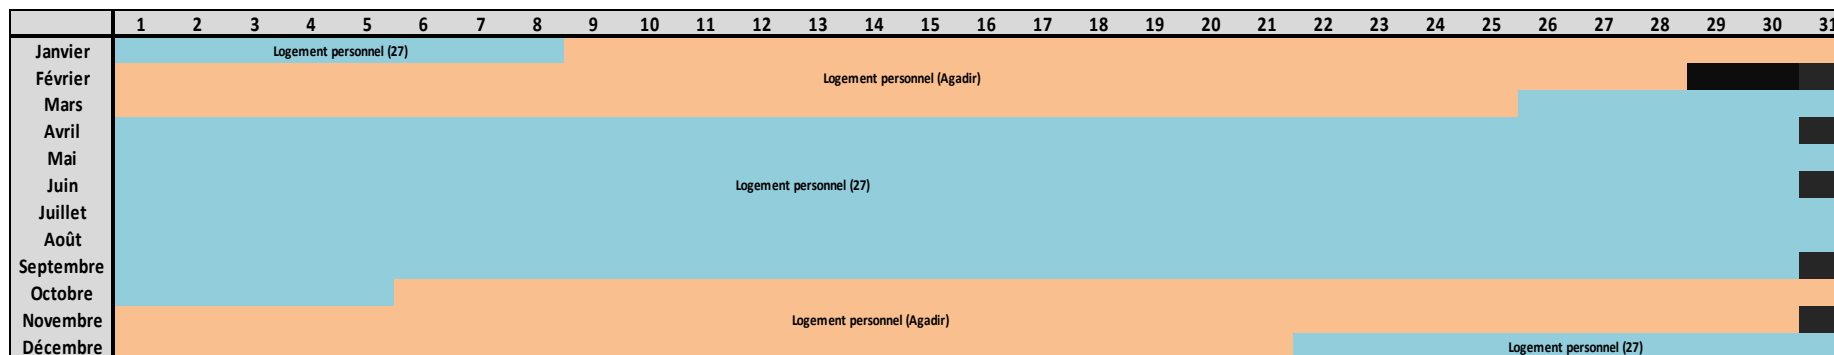 1 2 3 4 5 6 7 8 9 10 11 12 13 14 15 16 17 18 19 20 21 22 23 24 25 26 27 28 29 30 31
Janvier Logement personnel (27)
Février Logement personnel (Agadir)
Mars
Avril
Mai
Juin Logement personnel (27)
Juillet
Août
Septembre
Octobre
Novembre Logement personnel (Agadir)
Décembre Logement personnel (27)